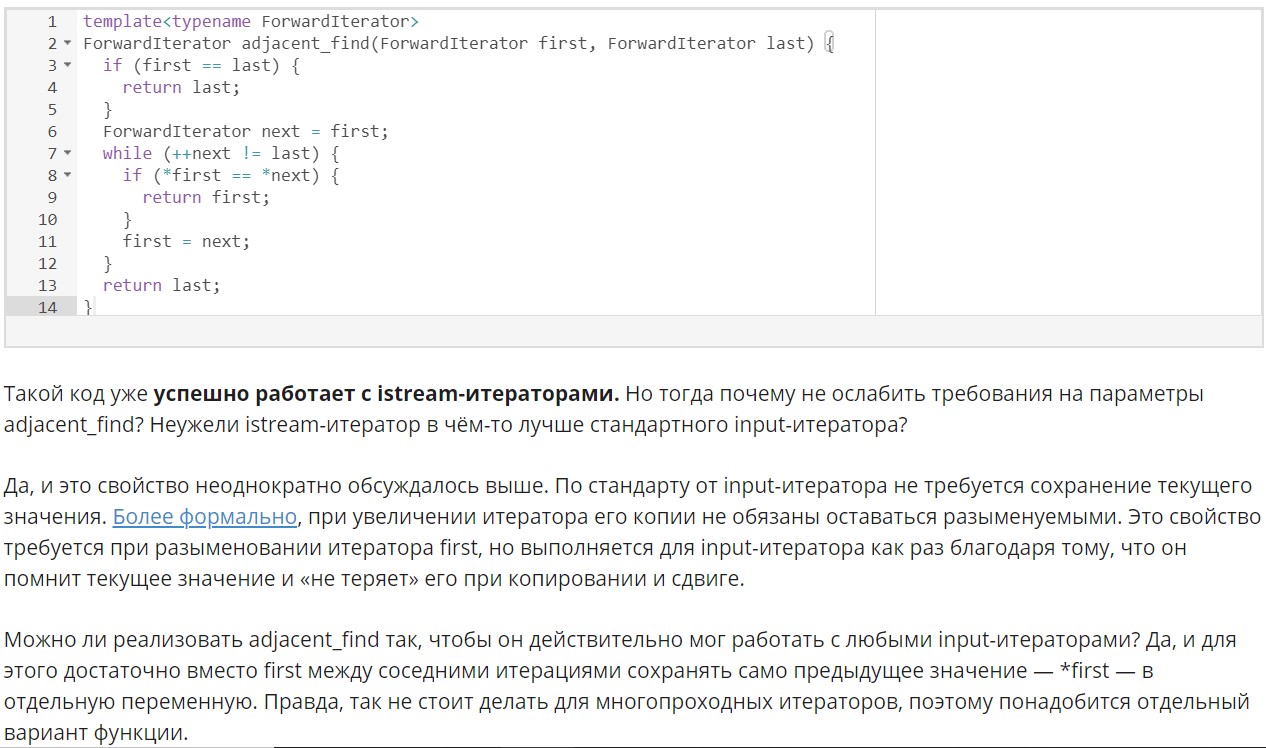 1 template<typename ForwardIterator>
2 ForwardIterator adjacent_find(ForwardIterator first, ForwardIterator last) {
3   if (first == last) {
4     return last;
5   }
6   ForwardIterator next = first;
7   while (++next != last) {
8     if (*first == *next) {
9       return first;
10     }
11     first = next;
12   }
13   return last;
14 }
Такой код уже успешно работает с istream-итераторами. Но тогда почему не ослабить требования на параметры
adjacent_find? Неужели istream-итератор в чём-то лучше стандартного input-итератора?
Да, и это свойство неоднократно обсуждалось выше. По стандарту от input-итератора не требуется сохранение текущего
значения. Более формально, при увеличении итератора его копии не обязаны оставаться разыменуемыми. Это свойство
требуется при разыменовании итератора first, но выполняется для input-итератора как раз благодаря тому, что он
помнит текущее значение и «не теряет» его при копировании и сдвиге.
Можно ли реализовать adjacent_find так, чтобы он действительно мог работать с любыми input-итераторами? Да, и для
этого достаточно вместо first между соседними итерациями сохранять само предыдущее значение — *first — в
отдельную переменную. Правда, так не стоит делать для многопроходных итераторов, поэтому понадобится отдельный
вариант функции.